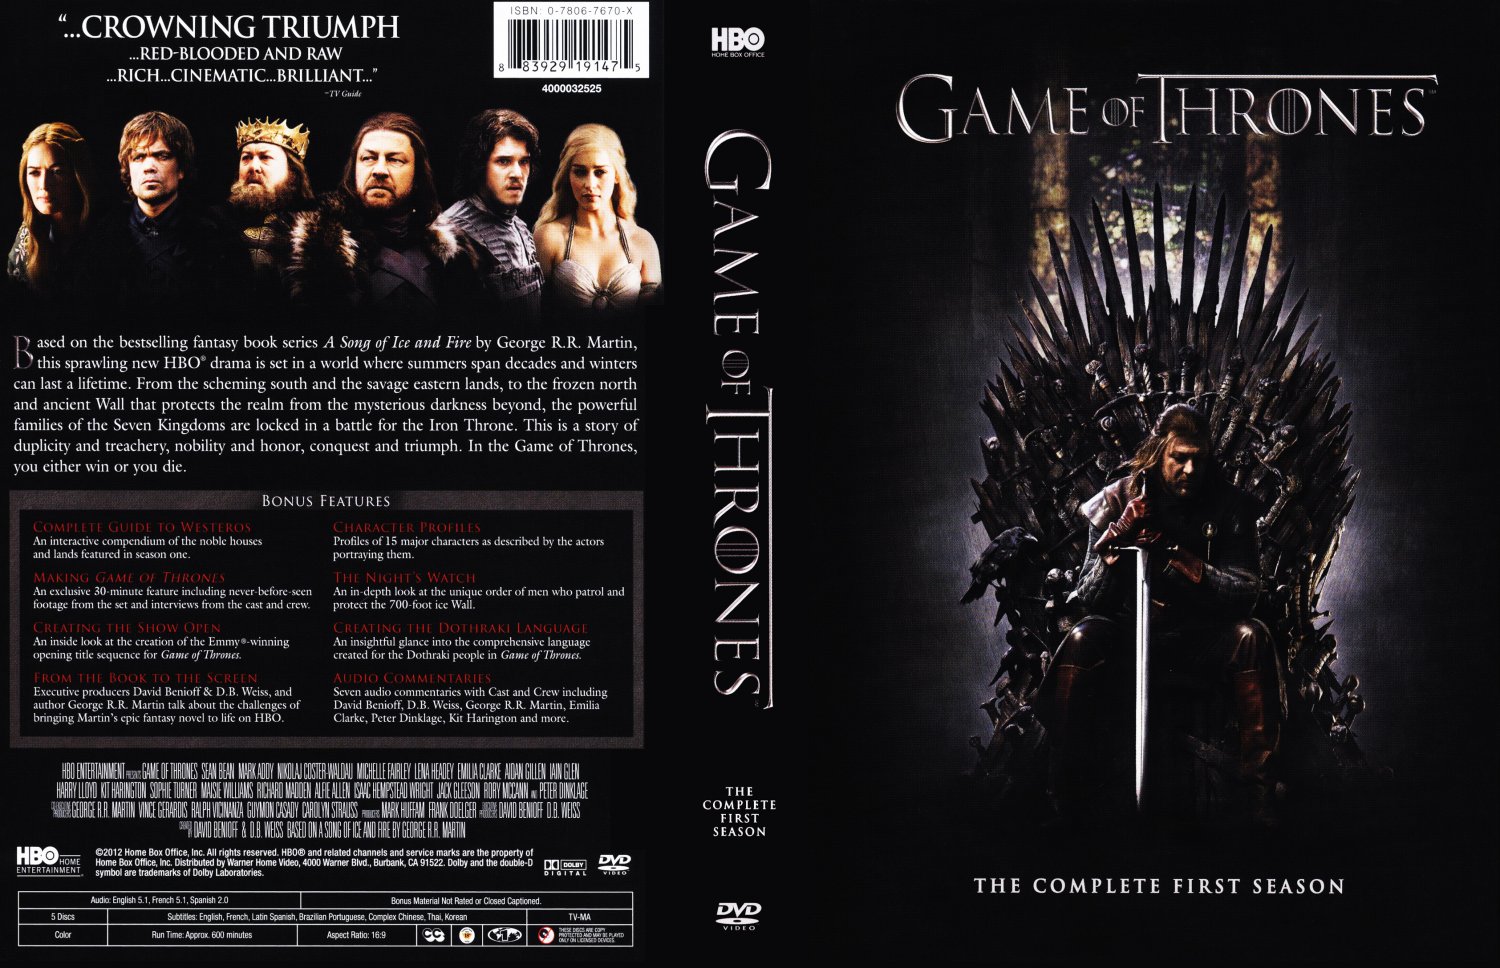 “...CROWNING TRIUMPH
...RED-BLOODED AND RAW
...RICH...CINEMATIC...BRILLIANT...”
–TV Guide
ISBN: 0-7806-7670-X
8 83929 19147 5
4000032525
Based on the bestselling fantasy book series A Song of Ice and Fire by George R.R. Martin,
this sprawling new HBO® drama is set in a world where summers span decades and winters
can last a lifetime. From the scheming south and the savage eastern lands, to the frozen north
and ancient Wall that protects the realm from the mysterious darkness beyond, the powerful
families of the Seven Kingdoms are locked in a battle for the Iron Throne. This is a story of
duplicity and treachery, nobility and honor, conquest and triumph. In the Game of Thrones,
you either win or you die.
BONUS FEATURES
COMPLETE GUIDE TO WESTEROS
An interactive compendium of the noble houses
and lands featured in season one.
MAKING GAME OF THRONES
An exclusive 30-minute feature including never-before-seen
footage from the set and interviews from the cast and crew.
CREATING THE SHOW OPEN
An inside look at the creation of the Emmy®-winning
opening title sequence for Game of Thrones.
FROM THE BOOK TO THE SCREEN
Executive producers David Benioff & D.B. Weiss, and
author George R.R. Martin talk about the challenges of
bringing Martin's epic fantasy novel to life on HBO.
CHARACTER PROFILES
Profiles of 15 major characters as described by the actors
portraying them.
THE NIGHT'S WATCH
An in-depth look at the unique order of men who patrol and
protect the 700-foot ice Wall.
CREATING THE DOTHRAKI LANGUAGE
An insightful glance into the comprehensive language
created for the Dothraki people in Game of Thrones.
AUDIO COMMENTARIES
Seven audio commentaries with Cast and Crew including
David Benioff, D.B. Weiss, George R.R. Martin, Emilia
Clarke, Peter Dinklage, Kit Harington and more.
HBO ENTERTAINMENT PRESENTS GAME OF THRONES SEAN BEAN MARK ADDY NIKOLAJ COSTER-WALDAU MICHELLE FAIRLEY LENA HEADEY EMILIA CLARKE AIDAN GILLEN IAIN GLEN
HARRY LLOYD KIT HARINGTON SOPHIE TURNER MAISIE WILLIAMS RICHARD MADDEN ALFIE ALLEN ISAAC HEMPSTEAD WRIGHT JACK GLEESON RORY MCCANN AND PETER DINKLAGE
GEORGE R.R. MARTIN VINCE GERARDIS RALPH VICINANZA GUYMON CASADY CAROLYN STRAUSS PRODUCERS MARK HUFFAM FRANK DOELGER EXECUTIVE PRODUCERS DAVID BENIOFF D.B. WEISS
CREATED BY DAVID BENIOFF & D.B. WEISS BASED ON A SONG OF ICE AND FIRE BY GEORGE R.R. MARTIN
HBO HOME
ENTERTAINMENT
©2012 Home Box Office, Inc. All rights reserved. HBO® and related channels and service marks are the property of
Home Box Office, Inc. Distributed by Warner Home Video, 4000 Warner Blvd., Burbank, CA 91522. Dolby and the double-D
symbol are trademarks of Dolby Laboratories.
DOLBY
DIGITAL
DVD
VIDEO
Audio: English 5.1, French 5.1, Spanish 2.0
Bonus Material Not Rated or Closed Captioned.
5 Discs
Subtitles: English, French, Latin Spanish, Brazilian Portuguese, Complex Chinese, Thai, Korean
TV-MA
Color
Run Time: Approx. 600 minutes
Aspect Ratio: 16:9
THESE DISCS ARE COPY
PROTECTED AND MAY BE PLAYED
ONLY ON LICENSED DEVICES.
HBO
HOME BOX OFFICE
GAME OF THRONES
THE
COMPLETE
FIRST
SEASON
DVD
VIDEO
GAME OF THRONES
THE COMPLETE FIRST SEASON